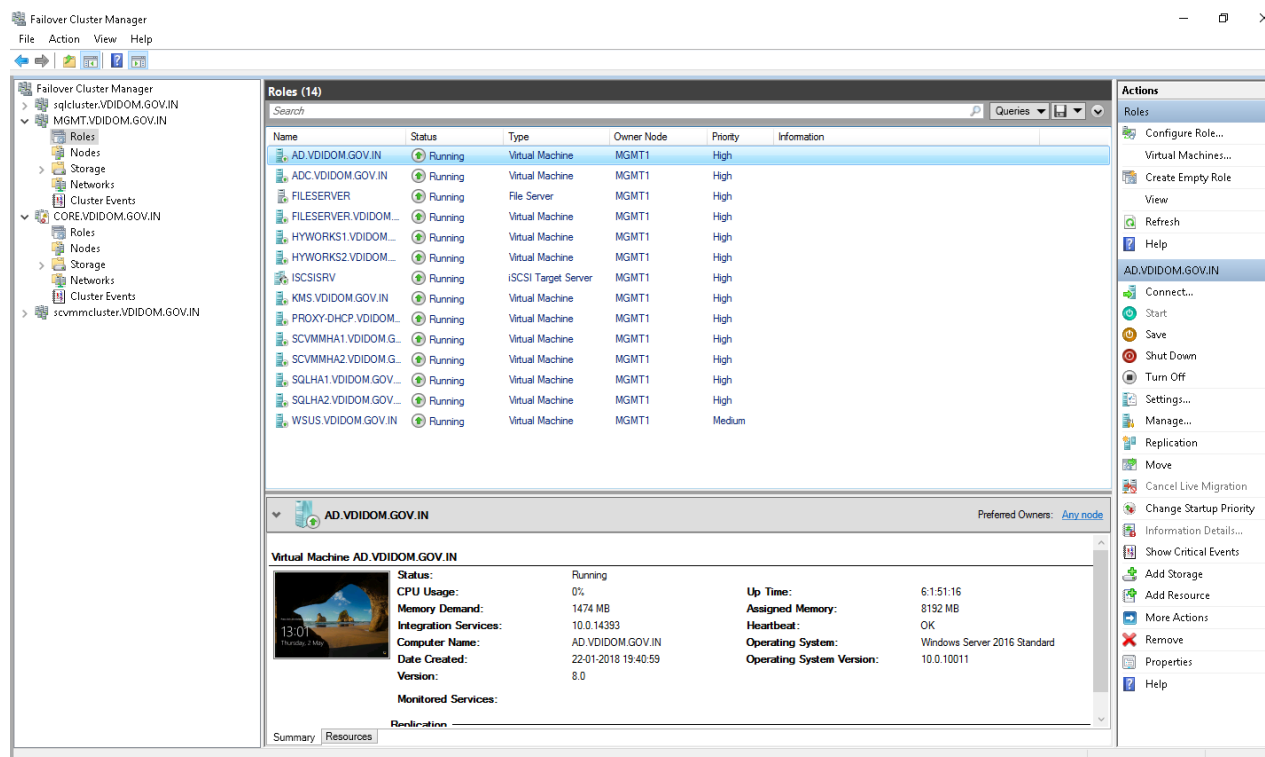 Failover Cluster Manager
File Action View Help
Failover Cluster Manager
sqlcluster.VDIDOM.GOV.IN
MGMT.VDIDOM.GOV.IN
Roles
Nodes
Storage
Networks
Cluster Events
CORE.VDIDOM.GOV.IN
Roles
Nodes
Storage
Networks
Cluster Events
scvmmcluster.VDIDOM.GOV.IN
Roles (14)
Search Queries
Name Status Type Owner Node Priority Information
AD.VDIDOM.GOV.IN Running Virtual Machine MGMT1 High
ADC.VDIDOM.GOV.IN Running Virtual Machine MGMT1 High
FILESERVER Running File Server MGMT1 High
FILESERVER.VDIDOM... Running Virtual Machine MGMT1 High
HYWORKS1.VDIDOM.... Running Virtual Machine MGMT1 High
HYWORKS2.VDIDOM.... Running Virtual Machine MGMT1 High
ISCSISRV Running iSCSI Target Server MGMT1 High
KMS.VDIDOM.GOV.IN Running Virtual Machine MGMT1 High
PROXY-DHCP.VDIDOM... Running Virtual Machine MGMT1 High
SCVMMHA1.VDIDOM.G... Running Virtual Machine MGMT1 High
SCVMMHA2.VDIDOM.G... Running Virtual Machine MGMT1 High
SQLHA1.VDIDOM.GOV.... Running Virtual Machine MGMT1 High
SQLHA2.VDIDOM.GOV.... Running Virtual Machine MGMT1 High
WSUS.VDIDOM.GOV.IN Running Virtual Machine MGMT1 Medium
AD.VDIDOM.GOV.IN Preferred Owners: Any node
Virtual Machine AD.VDIDOM.GOV.IN
13:01
Thursday, 2 May
Status: Running
CPU Usage: 0% Up Time: 6:1:51:16
Memory Demand: 1474 MB Assigned Memory: 8192 MB
Integration Services: 10.0.14393 Heartbeat: OK
Computer Name: AD.VDIDOM.GOV.IN Operating System: Windows Server 2016 Standard
Date Created: 22-01-2018 19:40:59 Operating System Version: 10.0.10011
Version: 8.0
Monitored Services:
Replication
Summary Resources
Actions
Roles
Configure Role...
Virtual Machines...
Create Empty Role
View
Refresh
Help
AD.VDIDOM.GOV.IN
Connect...
Start
Save
Shut Down
Turn Off
Settings...
Manage...
Replication
Move
Cancel Live Migration
Change Startup Priority
Information Details...
Show Critical Events
Add Storage
Add Resource
More Actions
Remove
Properties
Help